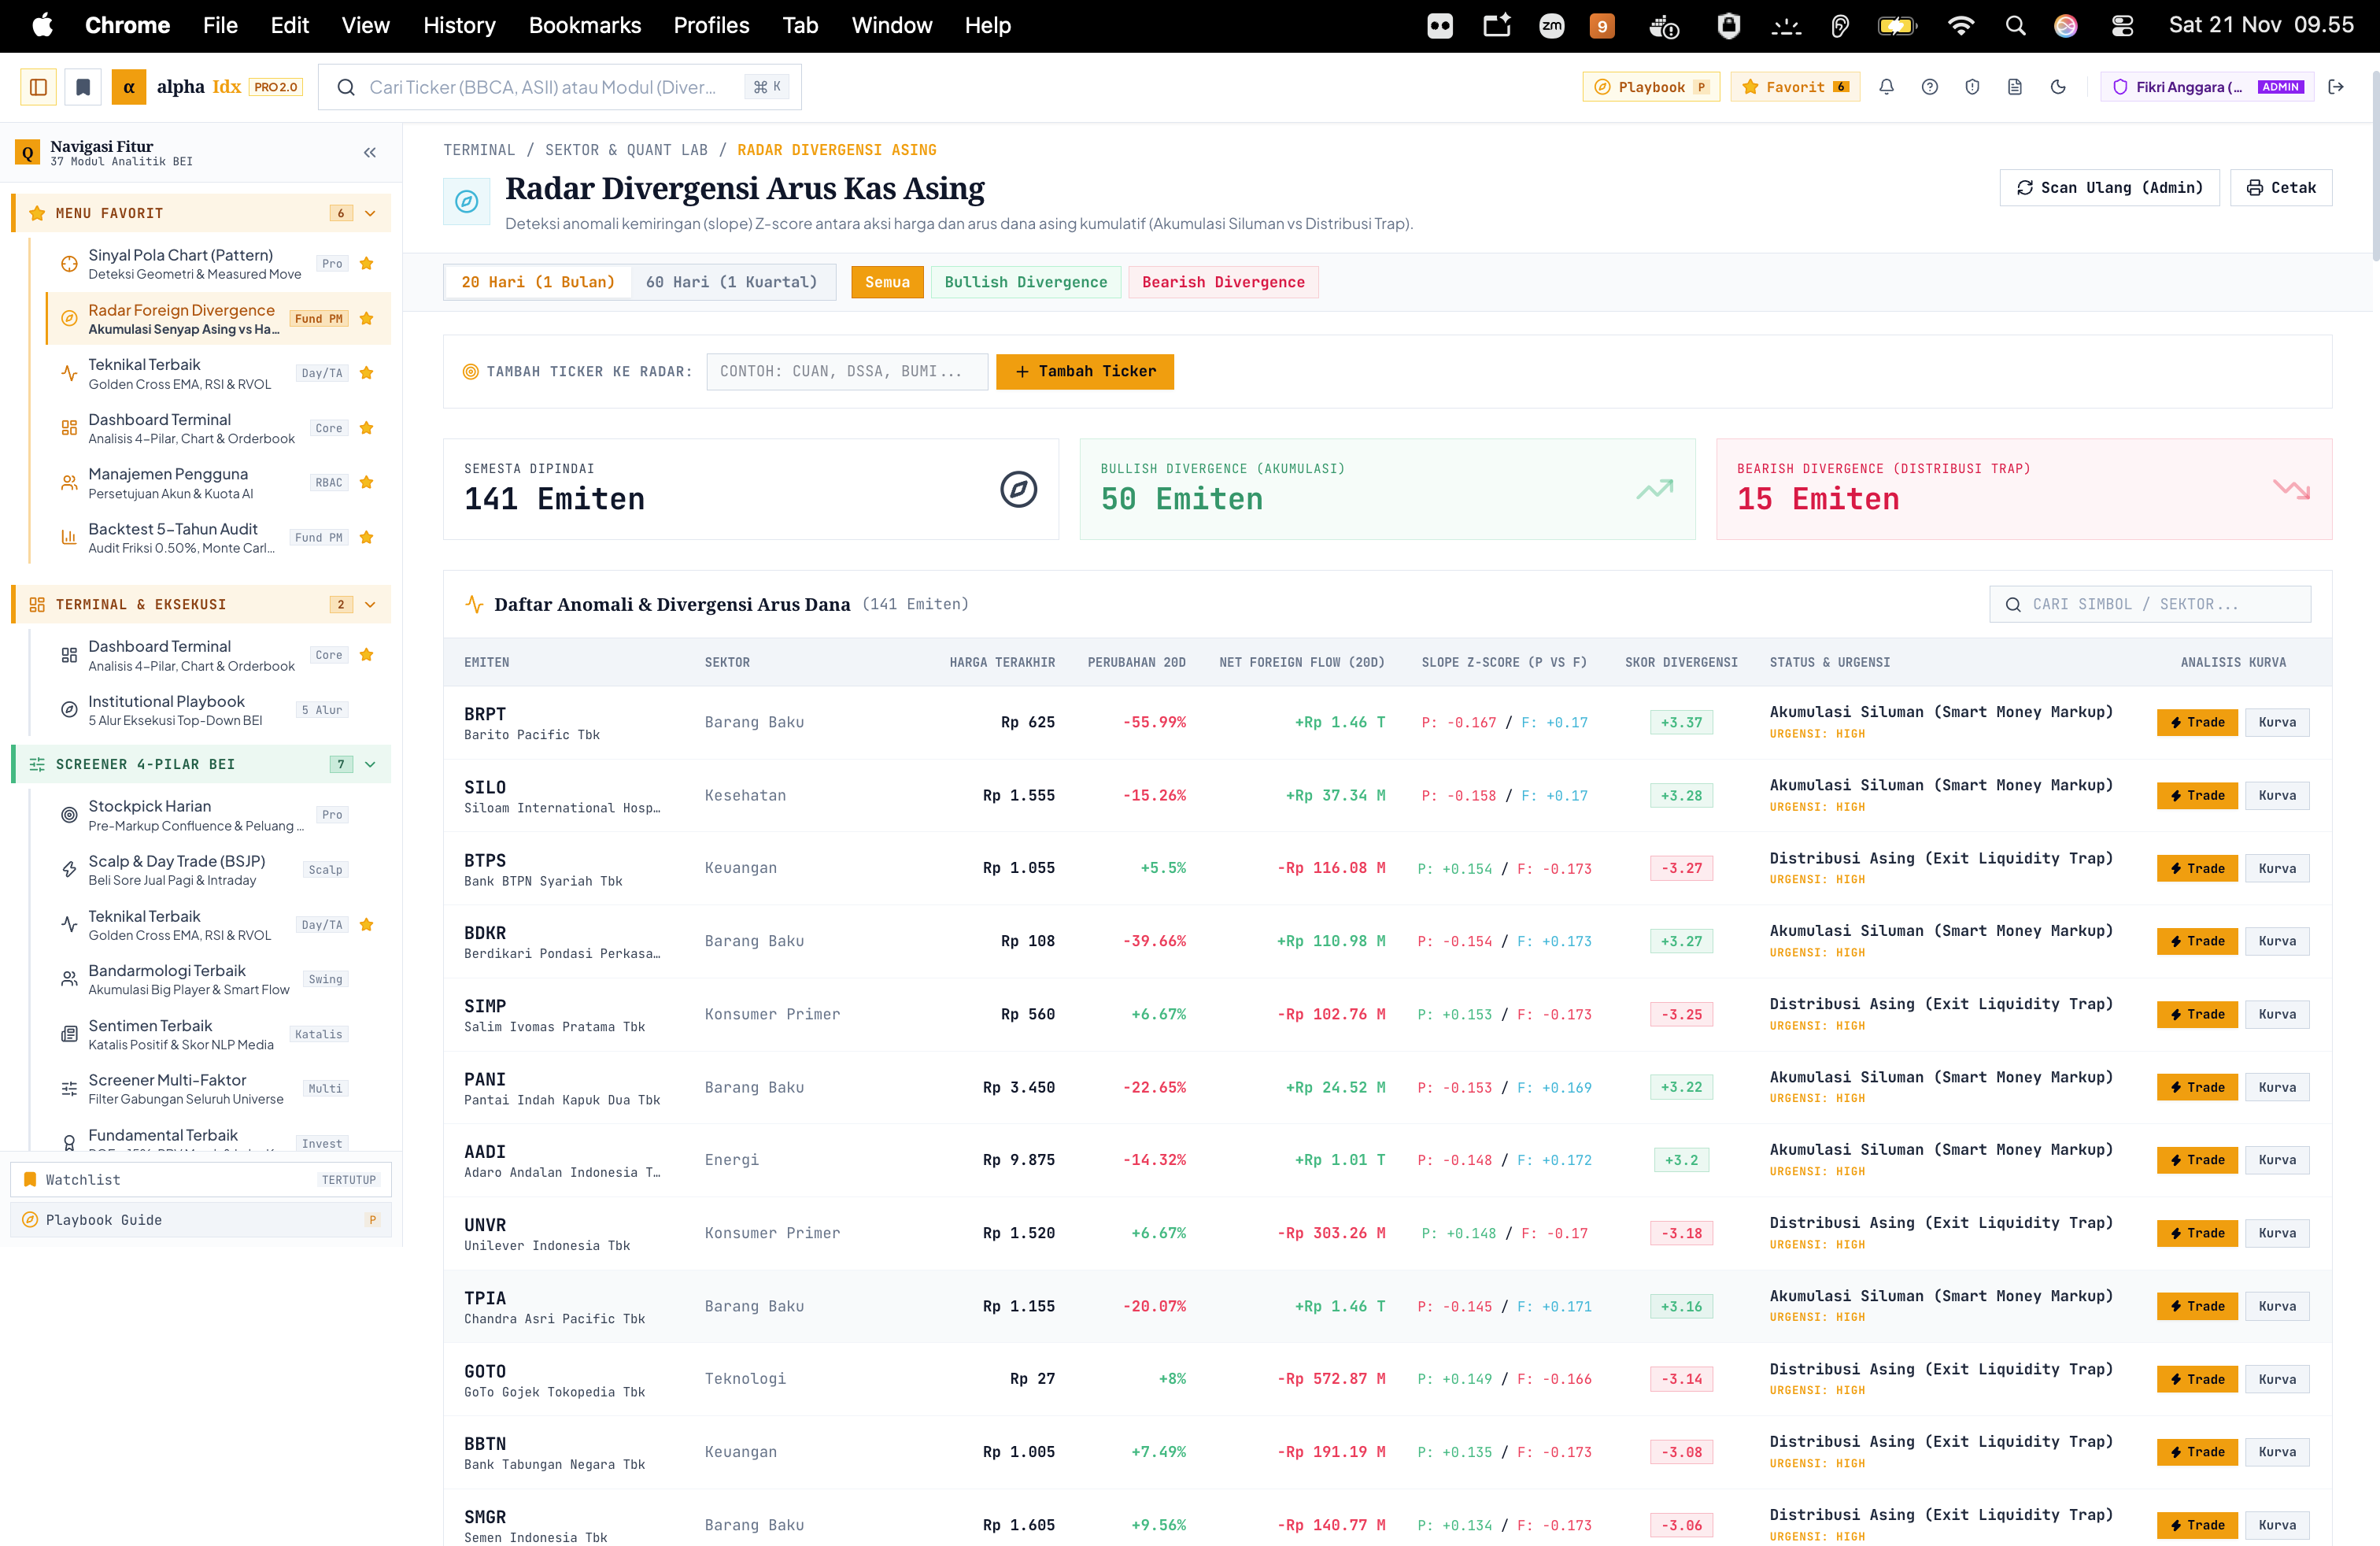 Chrome File Edit View History Bookmarks Profiles Tab Window Help
zm 9 Sat 21 Nov 09.55
α alpha Idx PRO 2.0
Cari Ticker (BBCA, ASII) atau Modul (Diver... ⌘ K
Playbook P
Favorit 6
Fikri Anggara (... ADMIN
Q Navigasi Fitur
37 Modul Analitik BEI
MENU FAVORIT 6
Sinyal Pola Chart (Pattern)
Deteksi Geometri & Measured Move
Pro
Radar Foreign Divergence
Akumulasi Senyap Asing vs Ha...
Fund PM
Teknikal Terbaik
Golden Cross EMA, RSI & RVOL
Day/TA
Dashboard Terminal
Analisis 4-Pilar, Chart & Orderbook
Core
Manajemen Pengguna
Persetujuan Akun & Kuota AI
RBAC
Backtest 5-Tahun Audit
Audit Friksi 0.50%, Monte Carl...
Fund PM
TERMINAL & EKSEKUSI 2
Dashboard Terminal
Analisis 4-Pilar, Chart & Orderbook
Core
Institutional Playbook
5 Alur Eksekusi Top-Down BEI
5 Alur
SCREENER 4-PILAR BEI 7
Stockpick Harian
Pre-Markup Confluence & Peluang ...
Pro
Scalp & Day Trade (BSJP)
Beli Sore Jual Pagi & Intraday
Scalp
Teknikal Terbaik
Golden Cross EMA, RSI & RVOL
Day/TA
Bandarmologi Terbaik
Akumulasi Big Player & Smart Flow
Swing
Sentimen Terbaik
Katalis Positif & Skor NLP Media
Katalis
Screener Multi-Faktor
Filter Gabungan Seluruh Universe
Multi
Fundamental Terbaik
Invest
Watchlist TERTUTUP
Playbook Guide P
TERMINAL / SEKTOR & QUANT LAB / RADAR DIVERGENSI ASING
Radar Divergensi Arus Kas Asing
Deteksi anomali kemiringan (slope) Z-score antara aksi harga dan arus dana asing kumulatif (Akumulasi Siluman vs Distribusi Trap).
Scan Ulang (Admin)
Cetak
20 Hari (1 Bulan) 60 Hari (1 Kuartal) Semua Bullish Divergence Bearish Divergence
TAMBAH TICKER KE RADAR: CONTOH: CUAN, DSSA, BUMI... + Tambah Ticker
SEMESTA DIPINDAI
141 Emiten
BULLISH DIVERGENCE (AKUMULASI)
50 Emiten
BEARISH DIVERGENCE (DISTRIBUSI TRAP)
15 Emiten
Daftar Anomali & Divergensi Arus Dana (141 Emiten)
CARI SIMBOL / SEKTOR...
EMITEN SEKTOR HARGA TERAKHIR PERUBAHAN 20D NET FOREIGN FLOW (20D) SLOPE Z-SCORE (P VS F) SKOR DIVERGENSI STATUS & URGENSI ANALISIS KURVA
BRPT Barang Baku Rp 625 -55.99% +Rp 1.46 T P: -0.167 / F: +0.17 +3.37 Akumulasi Siluman (Smart Money Markup) Trade Kurva
Barito Pacific Tbk URGENSI: HIGH
SILO Kesehatan Rp 1.555 -15.26% +Rp 37.34 M P: -0.158 / F: +0.17 +3.28 Akumulasi Siluman (Smart Money Markup) Trade Kurva
Siloam International Hosp… URGENSI: HIGH
BTPS Keuangan Rp 1.055 +5.5% -Rp 116.08 M P: +0.154 / F: -0.173 -3.27 Distribusi Asing (Exit Liquidity Trap) Trade Kurva
Bank BTPN Syariah Tbk URGENSI: HIGH
BDKR Barang Baku Rp 108 -39.66% +Rp 110.98 M P: -0.154 / F: +0.173 +3.27 Akumulasi Siluman (Smart Money Markup) Trade Kurva
Berdikari Pondasi Perkasa… URGENSI: HIGH
SIMP Konsumer Primer Rp 560 +6.67% -Rp 102.76 M P: +0.153 / F: -0.173 -3.25 Distribusi Asing (Exit Liquidity Trap) Trade Kurva
Salim Ivomas Pratama Tbk URGENSI: HIGH
PANI Barang Baku Rp 3.450 -22.65% +Rp 24.52 M P: -0.153 / F: +0.169 +3.22 Akumulasi Siluman (Smart Money Markup) Trade Kurva
Pantai Indah Kapuk Dua Tbk URGENSI: HIGH
AADI Energi Rp 9.875 -14.32% +Rp 1.01 T P: -0.148 / F: +0.172 +3.2 Akumulasi Siluman (Smart Money Markup) Trade Kurva
Adaro Andalan Indonesia T… URGENSI: HIGH
UNVR Konsumer Primer Rp 1.520 +6.67% -Rp 303.26 M P: +0.148 / F: -0.17 -3.18 Distribusi Asing (Exit Liquidity Trap) Trade Kurva
Unilever Indonesia Tbk URGENSI: HIGH
TPIA Barang Baku Rp 1.155 -20.07% +Rp 1.46 T P: -0.145 / F: +0.171 +3.16 Akumulasi Siluman (Smart Money Markup) Trade Kurva
Chandra Asri Pacific Tbk URGENSI: HIGH
GOTO Teknologi Rp 27 +8% -Rp 572.87 M P: +0.149 / F: -0.166 -3.14 Distribusi Asing (Exit Liquidity Trap) Trade Kurva
GoTo Gojek Tokopedia Tbk URGENSI: HIGH
BBTN Keuangan Rp 1.005 +7.49% -Rp 191.19 M P: +0.135 / F: -0.173 -3.08 Distribusi Asing (Exit Liquidity Trap) Trade Kurva
Bank Tabungan Negara Tbk URGENSI: HIGH
SMGR Barang Baku Rp 1.605 +9.56% -Rp 140.77 M P: +0.134 / F: -0.173 -3.06 Distribusi Asing (Exit Liquidity Trap) Trade Kurva
Semen Indonesia Tbk URGENSI: HIGH